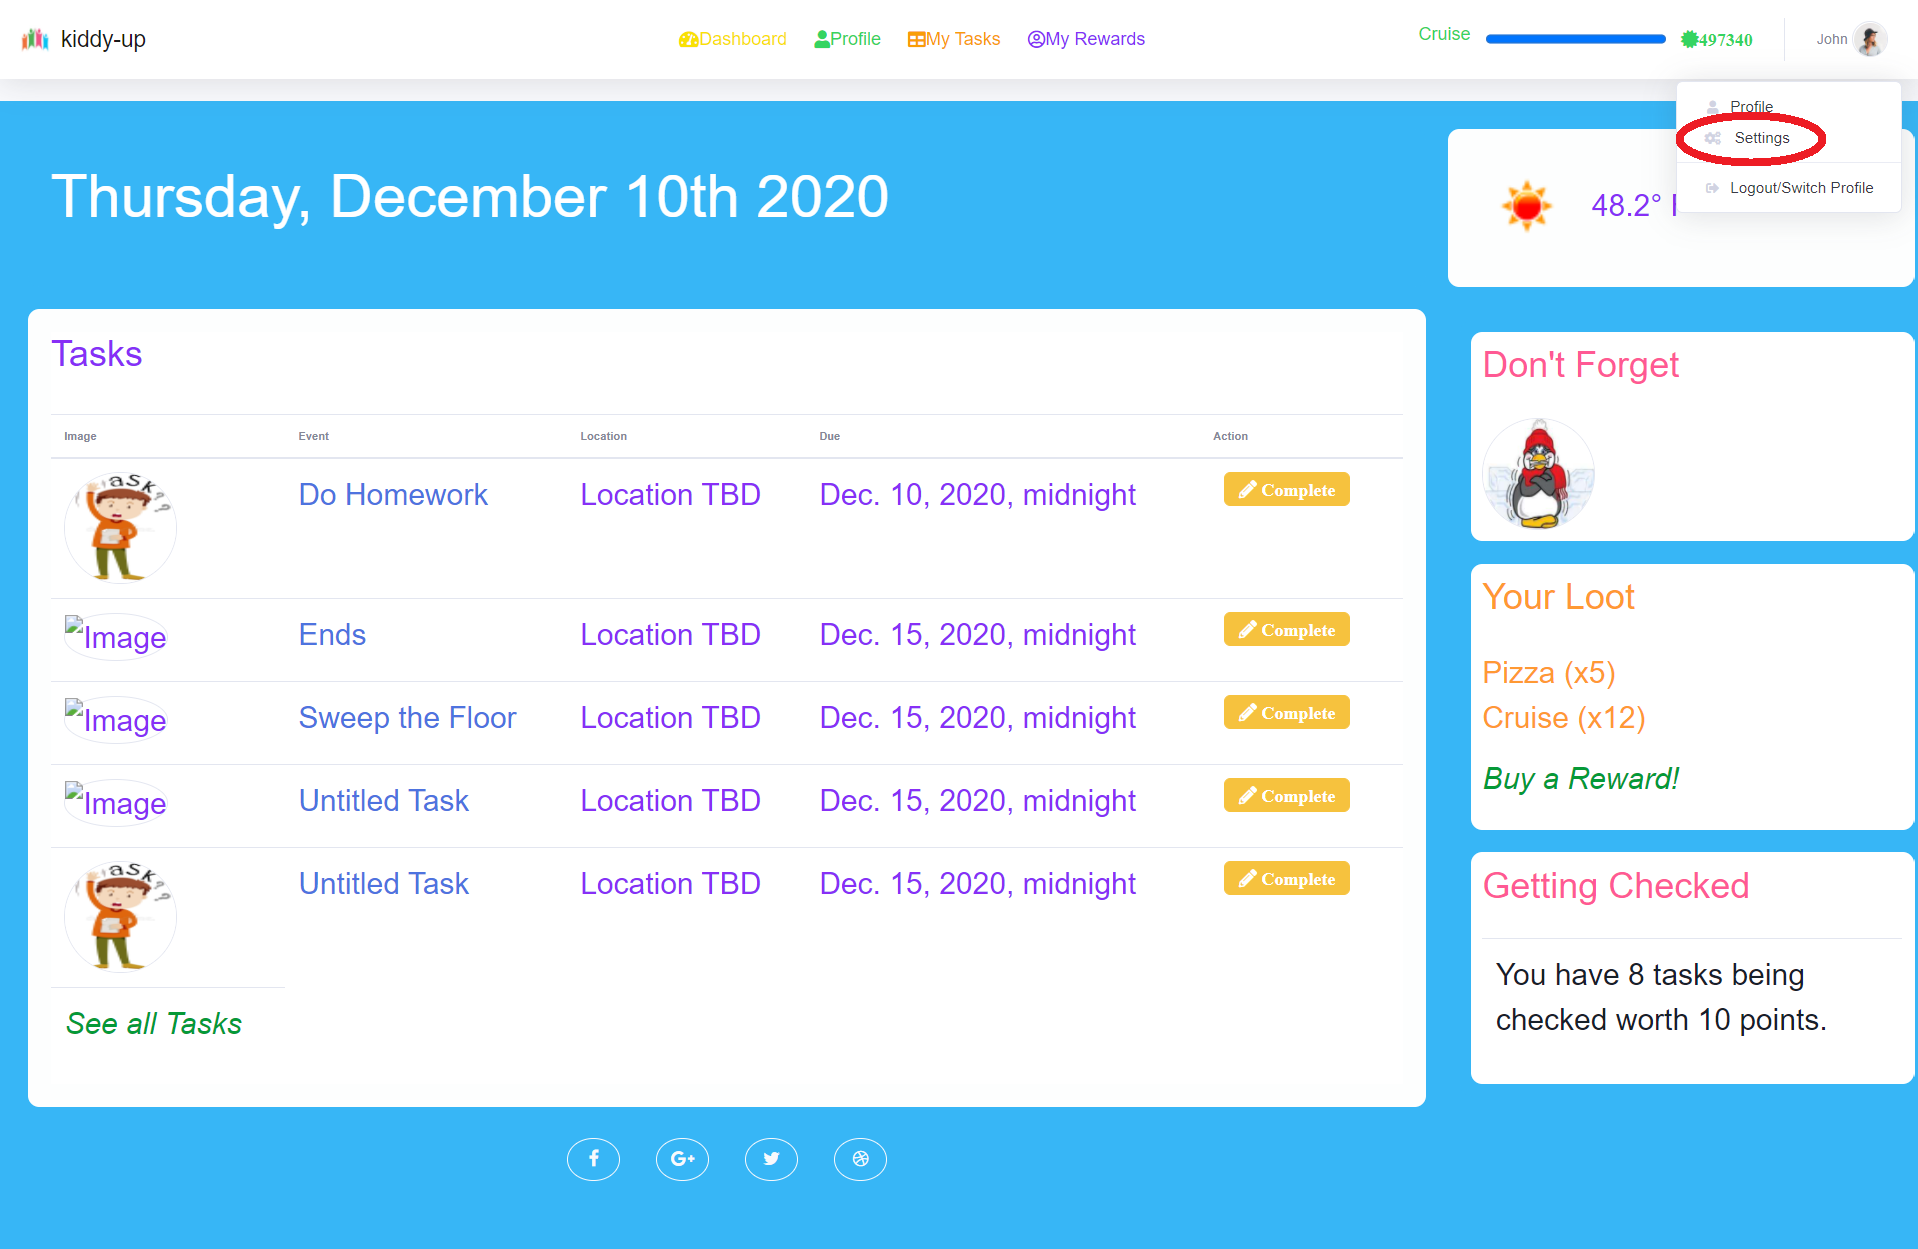 kiddy-up
Dashboard Profile My Tasks My Rewards
Cruise 497340 John
Profile
Settings
Logout/Switch Profile
Thursday, December 10th 2020
48.2°
Tasks
Image Event Location Due Action
aSK??
Do Homework Location TBD Dec. 10, 2020, midnight Complete
Image Ends Location TBD Dec. 15, 2020, midnight Complete
Image Sweep the Floor Location TBD Dec. 15, 2020, midnight Complete
Image Untitled Task Location TBD Dec. 15, 2020, midnight Complete
aSK??
Untitled Task Location TBD Dec. 15, 2020, midnight Complete
See all Tasks
Don't Forget
Your Loot
Pizza (x5)
Cruise (x12)
Buy a Reward!
Getting Checked
You have 8 tasks being
checked worth 10 points.
G+